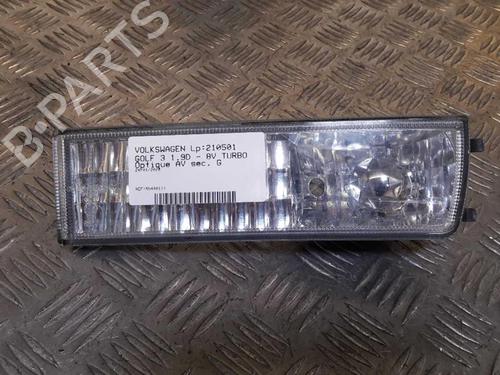 B-PARTS
VOLKSWAGEN Lp:210501
GOLF 3 1.9D - 8V TURBO
Optique AV sec. G